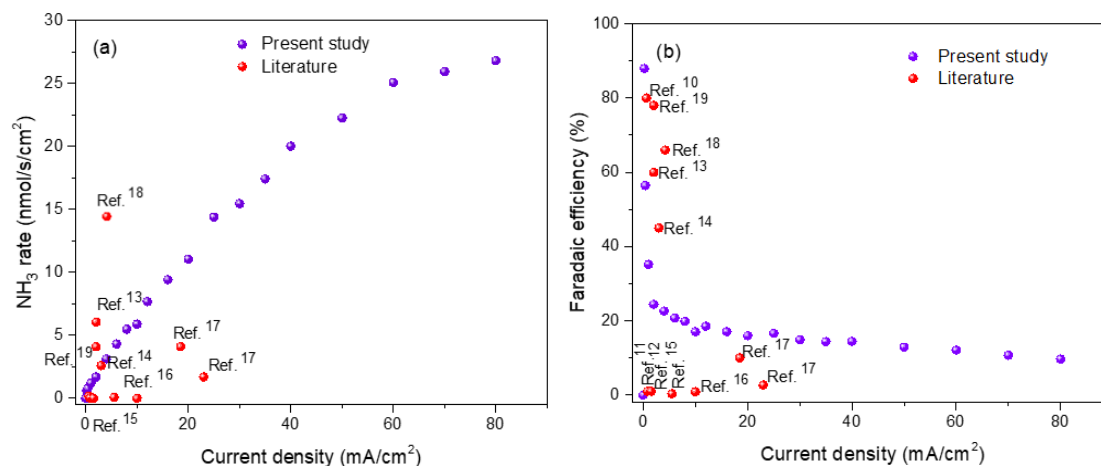 (a)
Present study
Literature
30
25
20
15
10
5
0
NH3 rate (nmol/s/cm2)
Ref. 18
Ref. 13
Ref. 17
Ref. 19
Ref. 14
Ref. 17
Ref. 16
Ref. 15
0 20 40 60 80
Current density (mA/cm2)
(b)
Present study
Literature
100
80
60
40
20
0
Faradaic efficiency (%)
Ref. 10
Ref. 19
Ref. 18
Ref. 13
Ref. 14
Ref. 11
Ref. 12
Ref. 15
Ref. 17
Ref. 16
Ref. 17
0 20 40 60 80
Current density (mA/cm2)